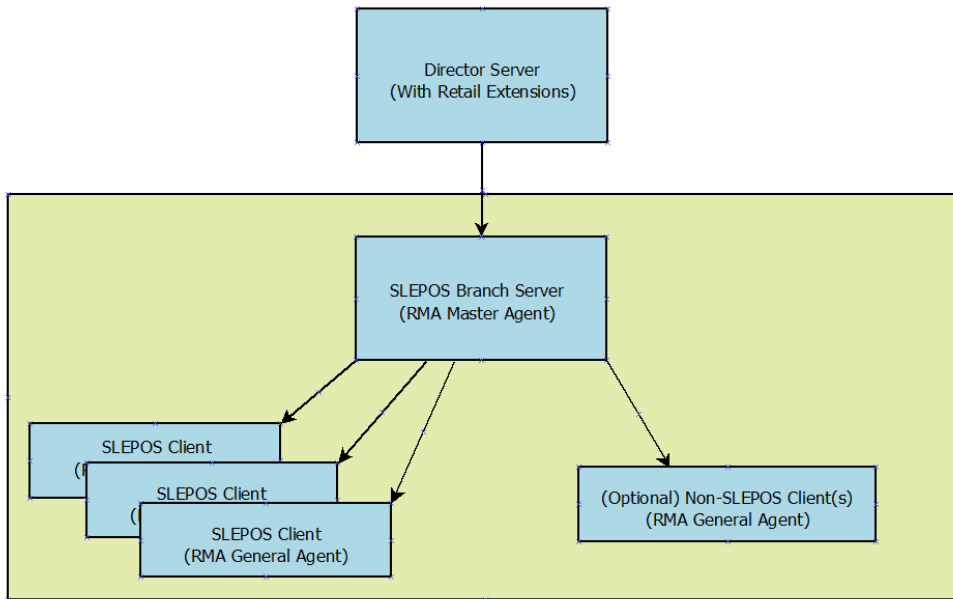 Director Server
(With Retail Extensions)
SLEPOS Branch Server
(RMA Master Agent)
SLEPOS Client
SLEPOS Client
SLEPOS Client
(RMA General Agent)
(Optional) Non-SLEPOS Client(s)
(RMA General Agent)